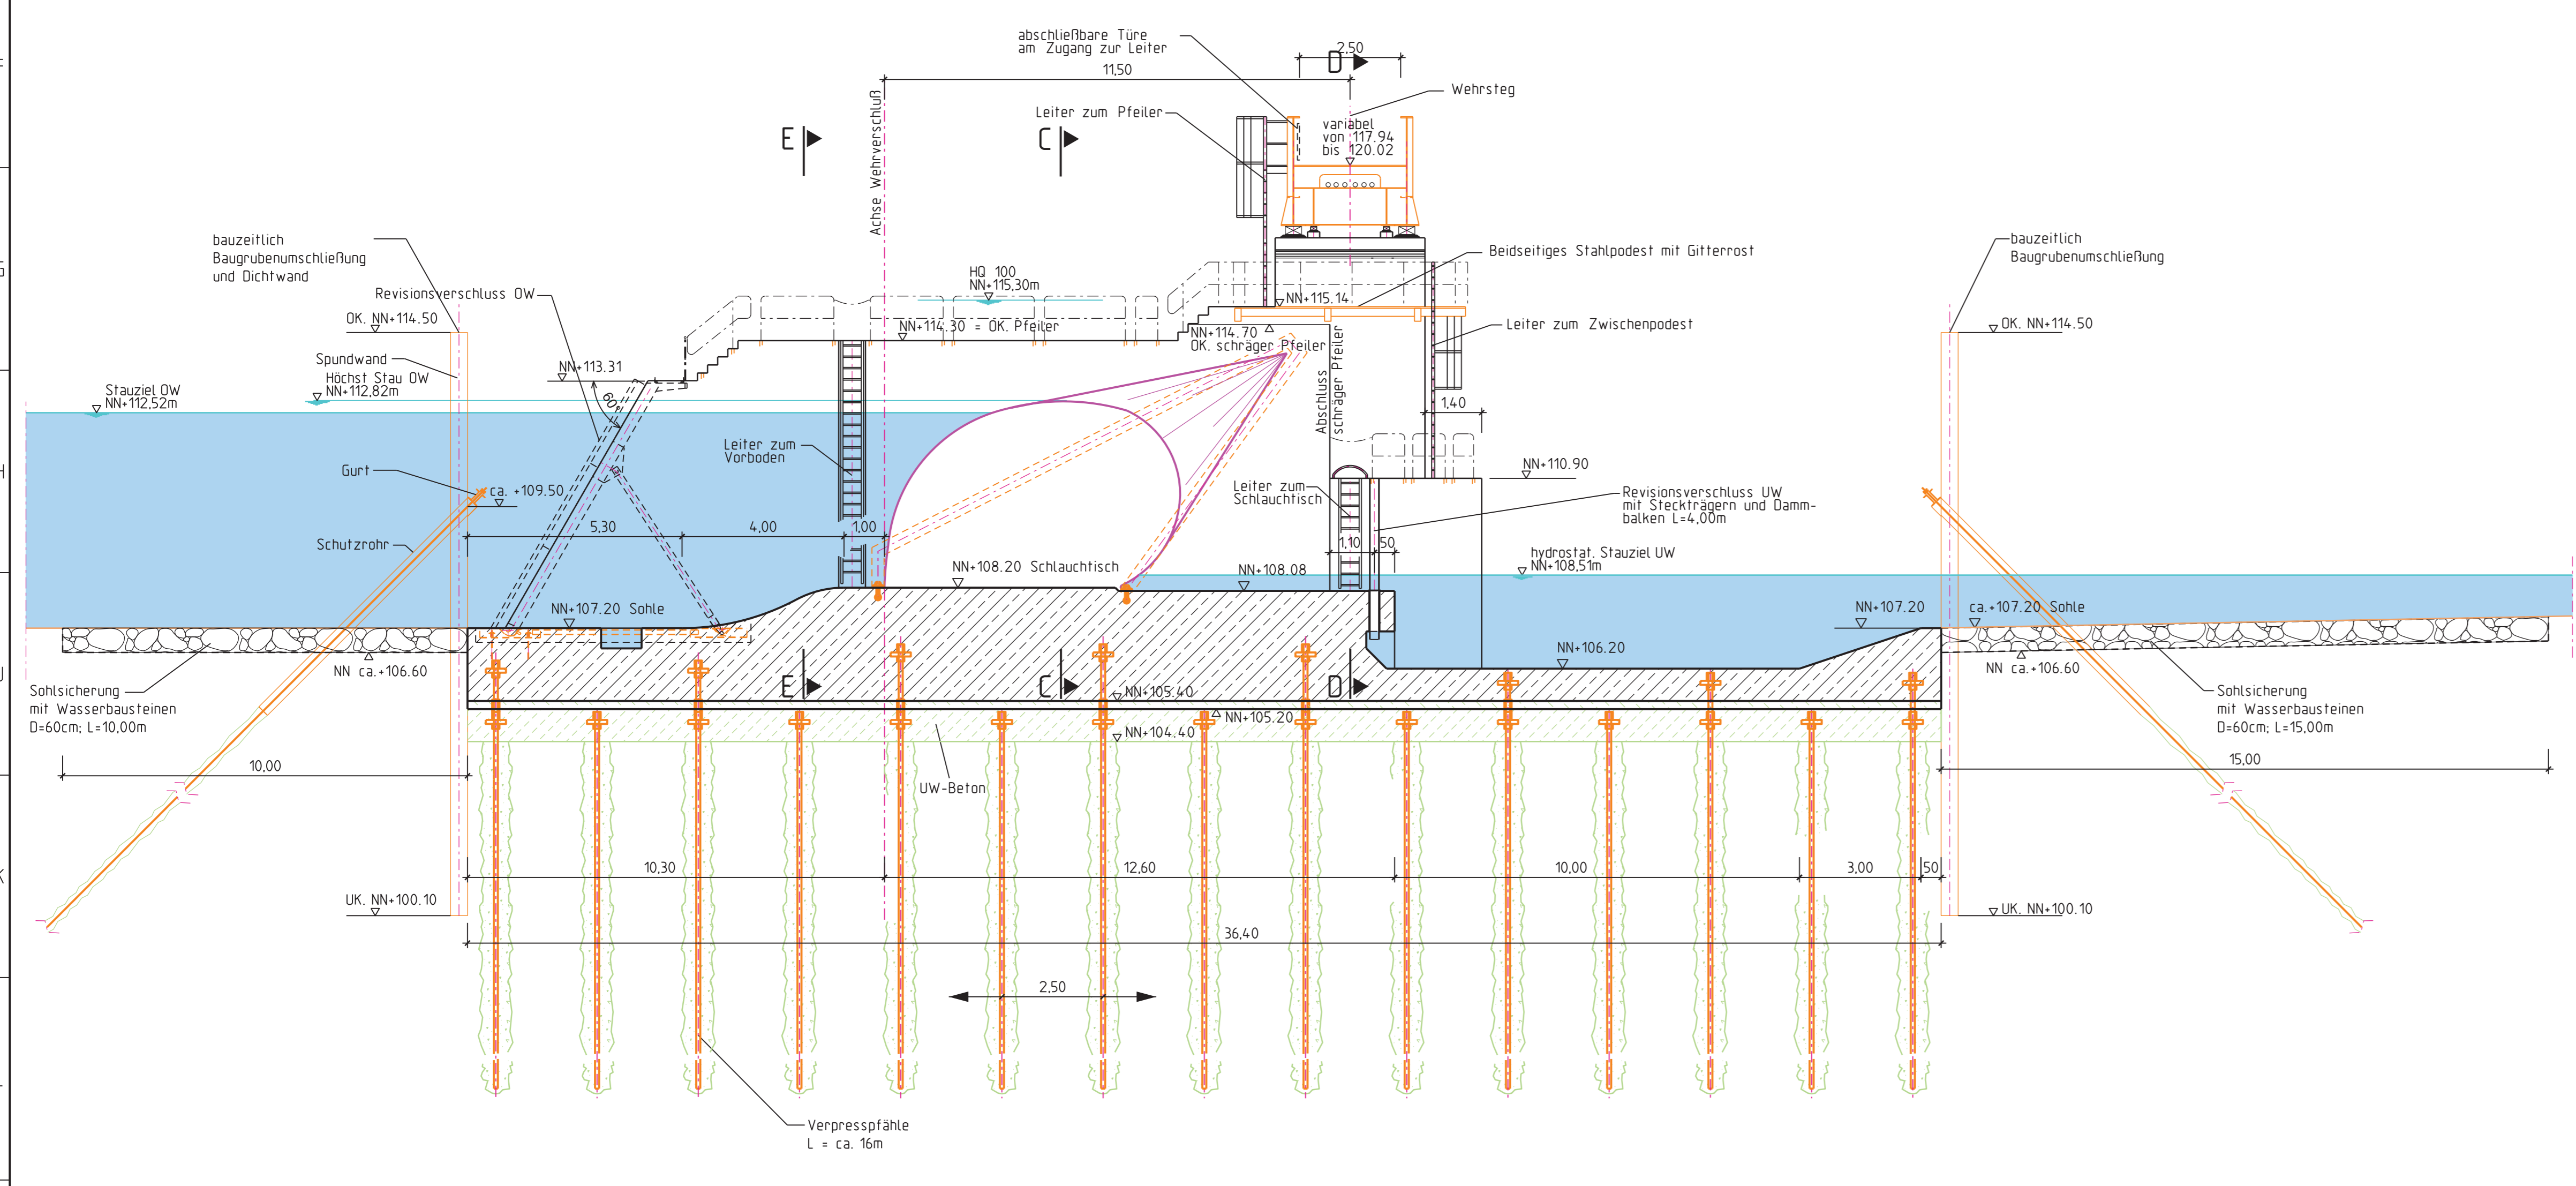 abschließbare Türe
am Zugang zur Leiter
2,50
D
11,50
Wehrsteg
Leiter zum Pfeiler
variabel
von 117.94
bis 120.02
E
C
Achse Wehrverschluß
bauzeitlich
Baugrubenumschließung
und Dichtwand
Revisionsverschluss OW
HQ 100
NN+115,30m
Beidseitiges Stahlpodest mit Gitterrost
bauzeitlich
Baugrubenumschließung
NN+115.14
OK. NN+114.50
NN+114.30 = OK. Pfeiler
NN+114.70
OK. schräger Pfeiler
Leiter zum Zwischenpodest
OK. NN+114.50
Spundwand
NN+113.31
Höchst Stau OW
NN+112,82m
Stauziel OW
NN+112,52m
60°
Abschluss
schräger Pfeiler
1,40
Leiter zum
Vorboden
Gurt
ca. +109.50
NN+110.90
Leiter zum
Schlauchtisch
Revisionsverschluss UW
mit Steckträgern und Damm-
balken L=4,00m
5,30
4,00
1,00
Schutzrohr
1,10
50
hydrostat. Stauziel UW
NN+108,51m
NN+108.20 Schlauchtisch
NN+108.08
NN+107.20 Sohle
NN+107.20
ca.+107.20 Sohle
NN ca.+106.60
NN+106.20
NN ca.+106.60
Sohlsicherung
mit Wasserbausteinen
D=60cm; L=10,00m
E
C
D
NN+105.40
NN+105.20
NN+104.40
Sohlsicherung
mit Wasserbausteinen
D=60cm; L=15,00m
10,00
15,00
UW-Beton
10,30
12,60
10,00
3,00
50
UK. NN+100.10
UK. NN+100.10
36,40
2,50
Verpresspfähle
L = ca. 16m